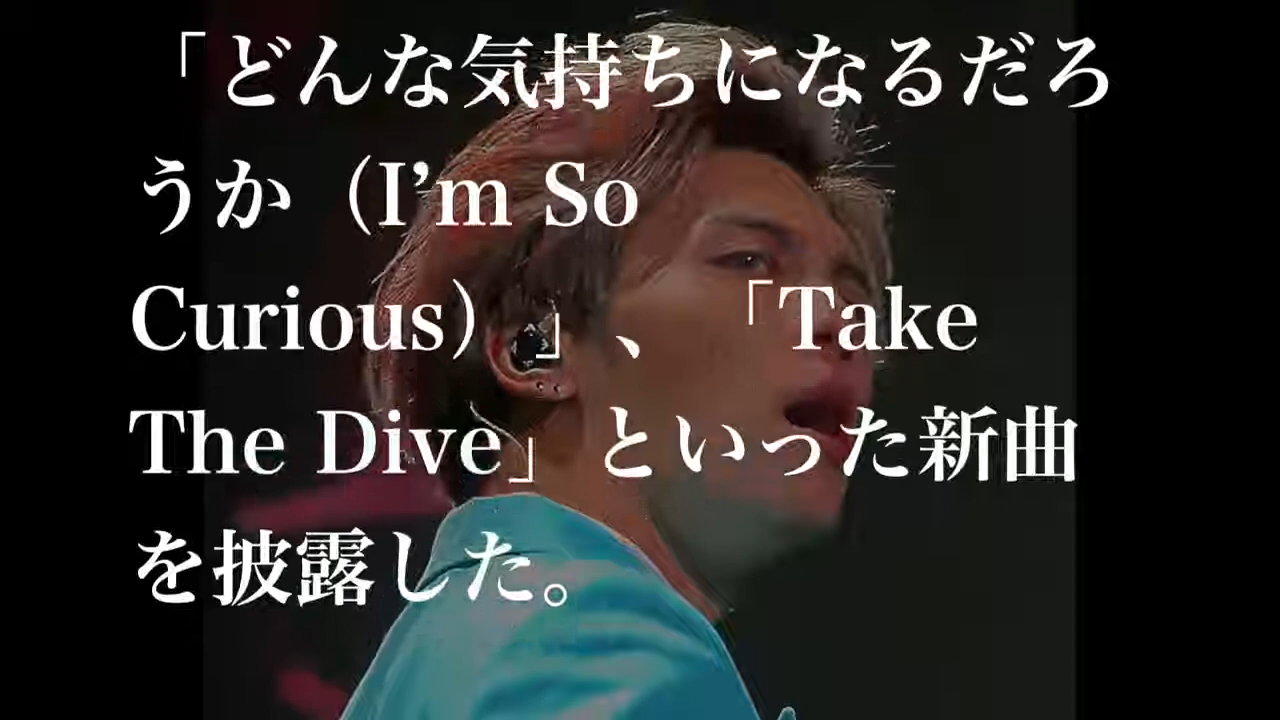 「どんな気持ちになるだろ
うか（I’m So
Curious）」、「Take
The Dive」といった新曲
を披露した。